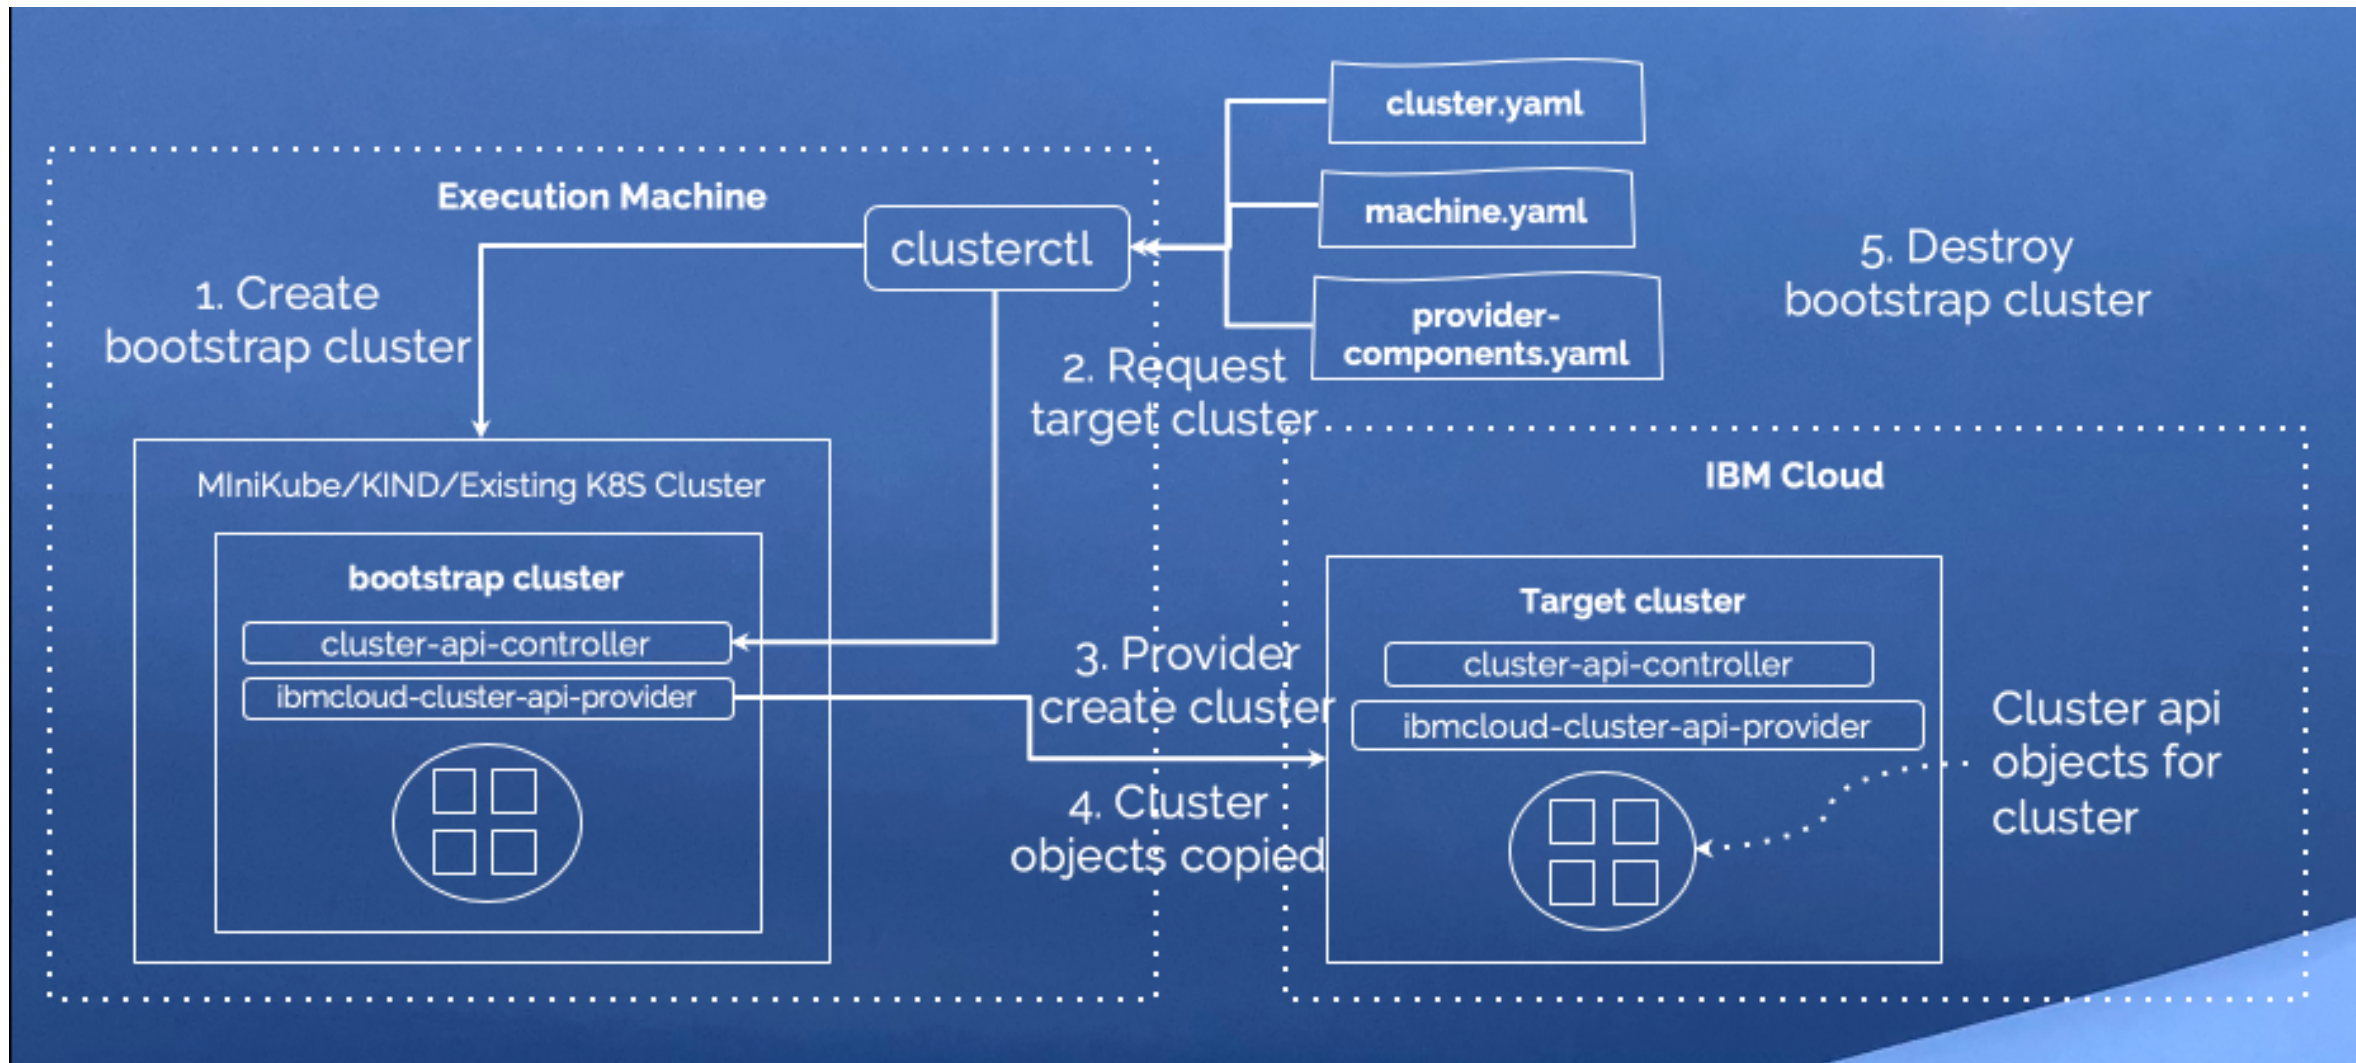 cluster.yaml
machine.yaml
provider-
components.yaml
Execution Machine
clusterctl
1. Create
bootstrap cluster
2. Request
target cluster
5. Destroy
bootstrap cluster
MIniKube/KIND/Existing K8S Cluster
bootstrap cluster
cluster-api-controller
ibmcloud-cluster-api-provider
3. Provider
create cluster
4. Cluster
objects copied
IBM Cloud
Target cluster
cluster-api-controller
ibmcloud-cluster-api-provider
Cluster api
objects for
cluster